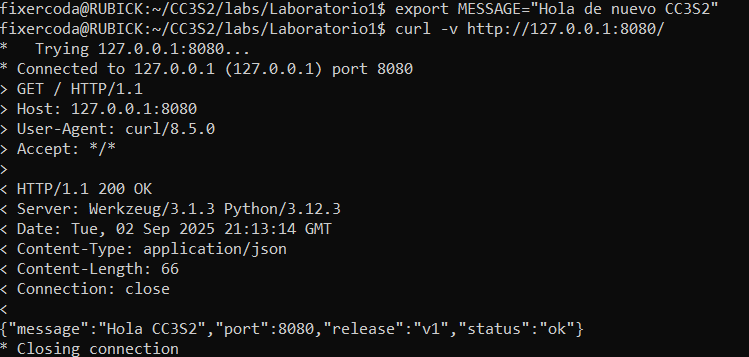 fixercoda@RUBICK:~/CC3S2/labs/Laboratorio1$ export MESSAGE="Hola de nuevo CC3S2"
fixercoda@RUBICK:~/CC3S2/labs/Laboratorio1$ curl -v http://127.0.0.1:8080/
*   Trying 127.0.0.1:8080...
* Connected to 127.0.0.1 (127.0.0.1) port 8080
> GET / HTTP/1.1
> Host: 127.0.0.1:8080
> User-Agent: curl/8.5.0
> Accept: */*
>
< HTTP/1.1 200 OK
< Server: Werkzeug/3.1.3 Python/3.12.3
< Date: Tue, 02 Sep 2025 21:13:14 GMT
< Content-Type: application/json
< Content-Length: 66
< Connection: close
<
{"message":"Hola CC3S2","port":8080,"release":"v1","status":"ok"}
* Closing connection